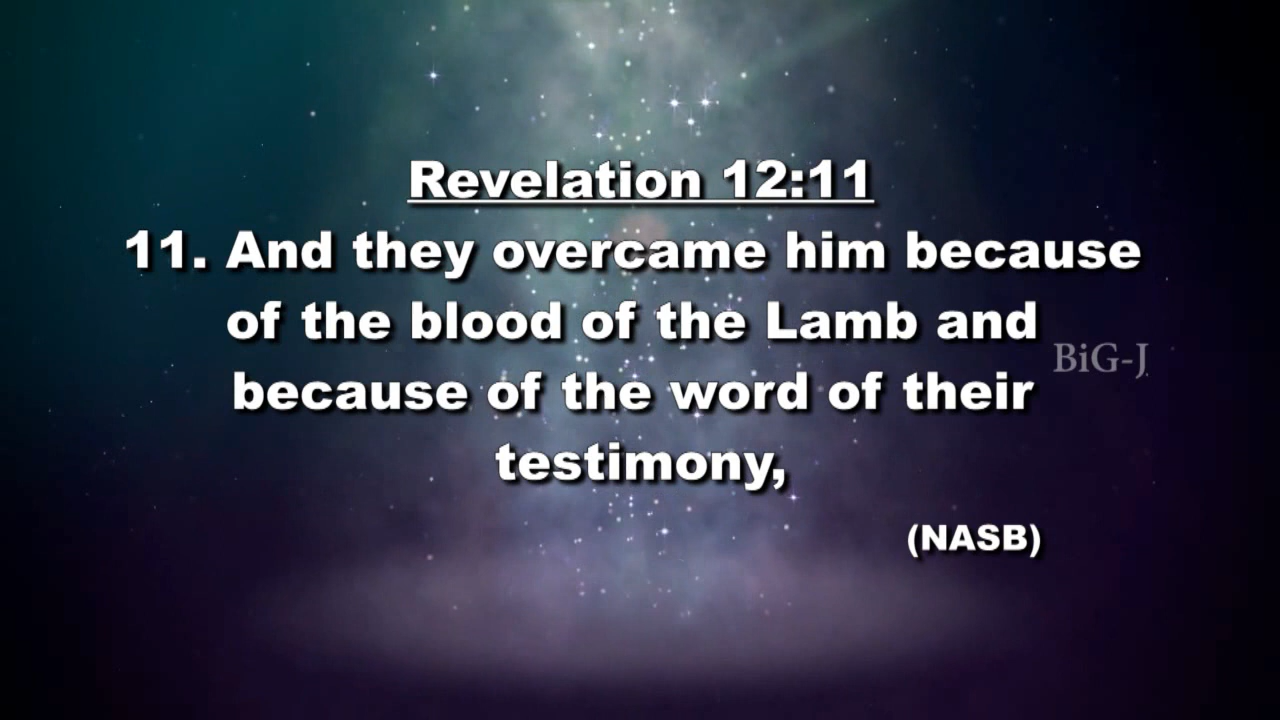 Revelation 12:11
11. And they overcame him because
of the blood of the Lamb and
BiG-J
because of the word of their
testimony,
(NASB)